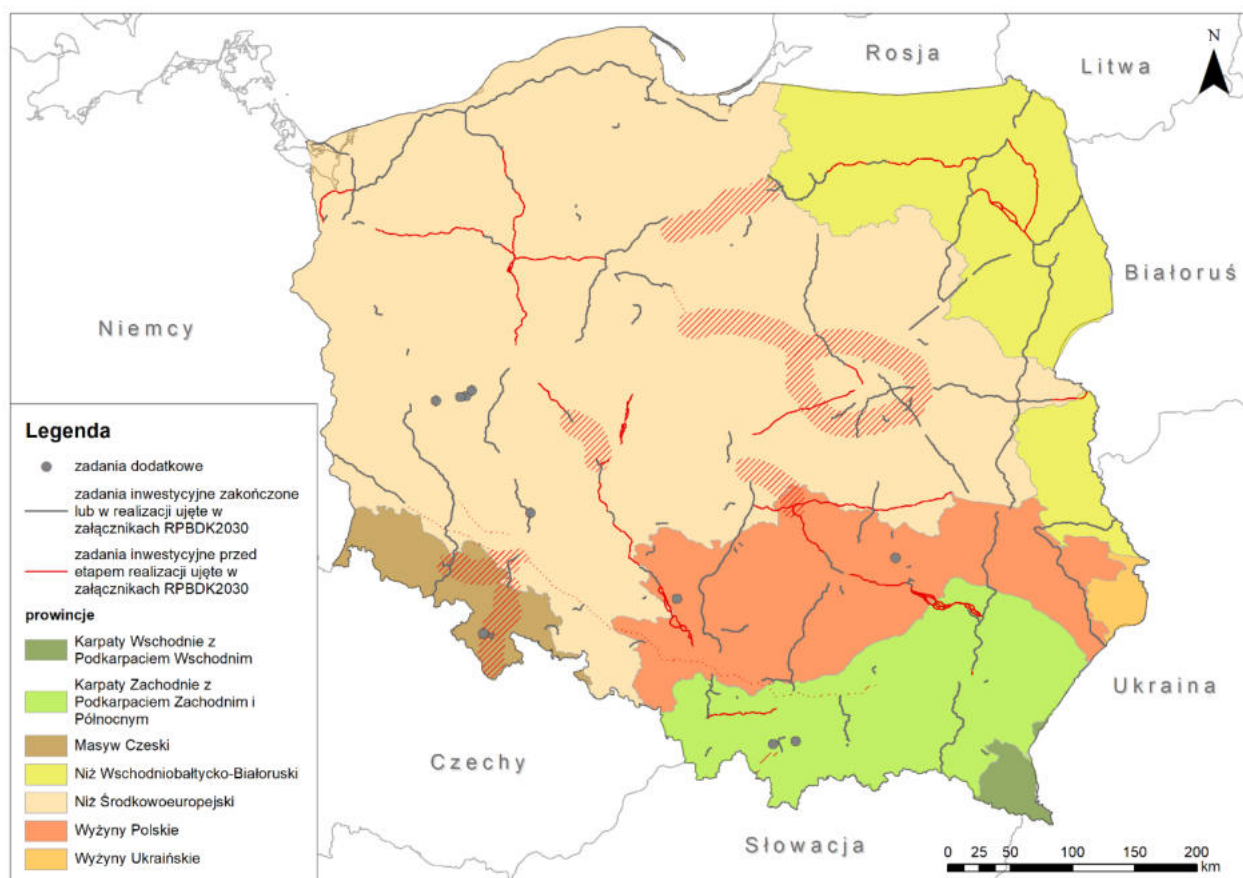 Rosja
Litwa
N
Białoruś
Niemcy
Ukraina
Czechy
Słowacja
Legenda
zadania dodatkowe
zadania inwestycyjne zakończone
lub w realizacji ujęte w
załącznikach RPBDK2030
zadania inwestycyjne przed
etapem realizacji ujęte w
załącznikach RPBDK2030
prowincje
Karpaty Wschodnie z
Podkarpaciem Wschodnim
Karpaty Zachodnie z
Podkarpaciem Zachodnim i
Północnym
Masyw Czeski
Niż Wschodniobałtycko-Białoruski
Niż Środkowoeuropejski
Wyżyny Polskie
Wyżyny Ukraińskie
0 25 50 100 150 200
km